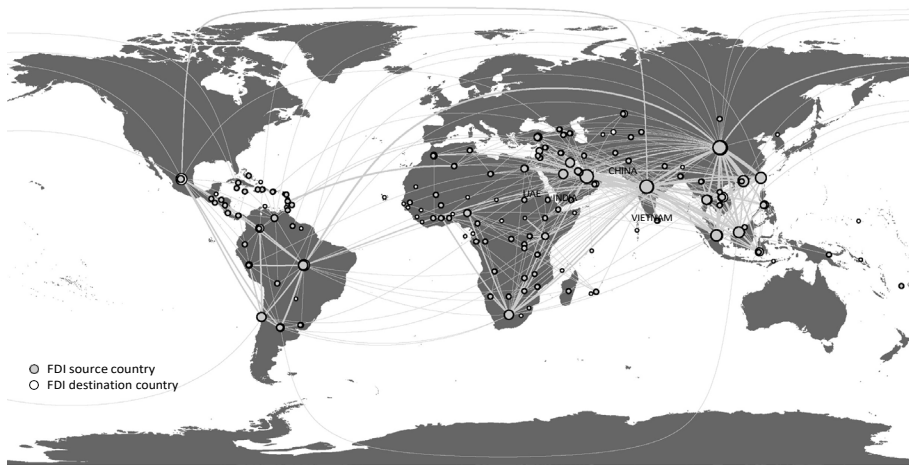 CHINA
UAE
INDIA
VIETNAM
FDI source country
FDI destination country